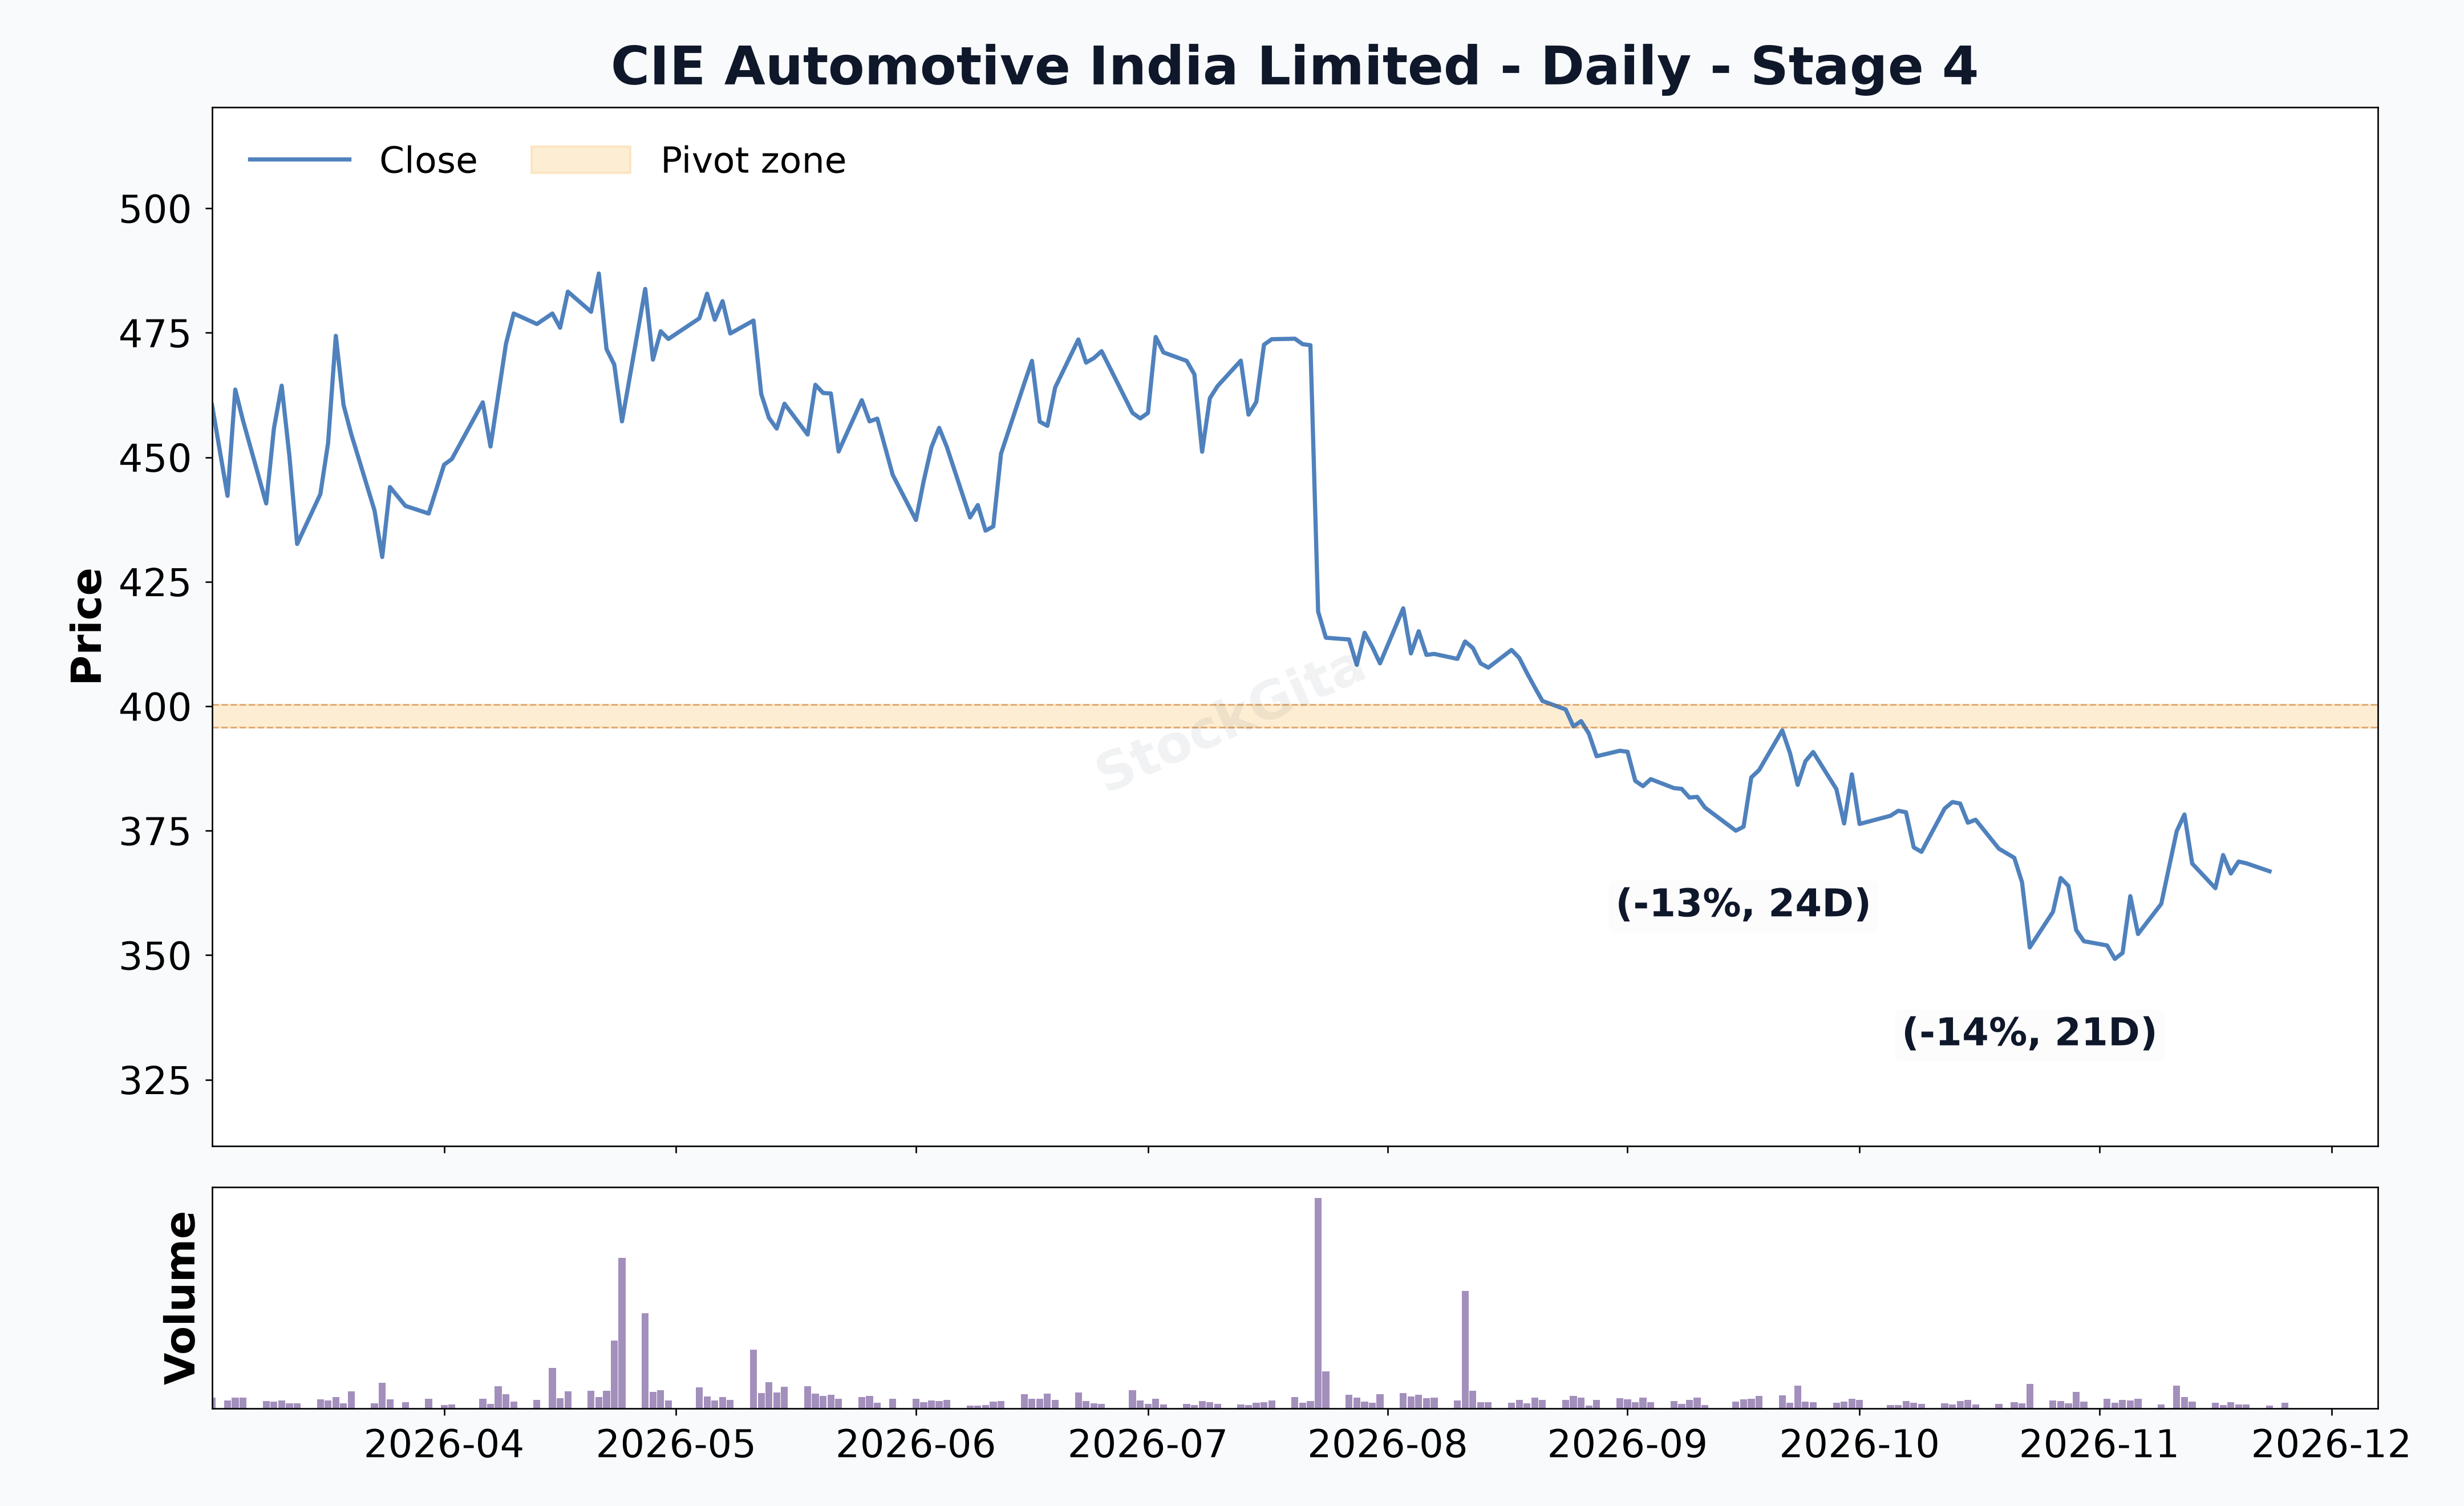 CIE Automotive India Limited - Daily - Stage 4
Close
Pivot zone
Price
500
475
450
425
400
375
350
325
StockGita
(-13%, 24D)
(-14%, 21D)
Volume
2026-04
2026-05
2026-06
2026-07
2026-08
2026-09
2026-10
2026-11
2026-12